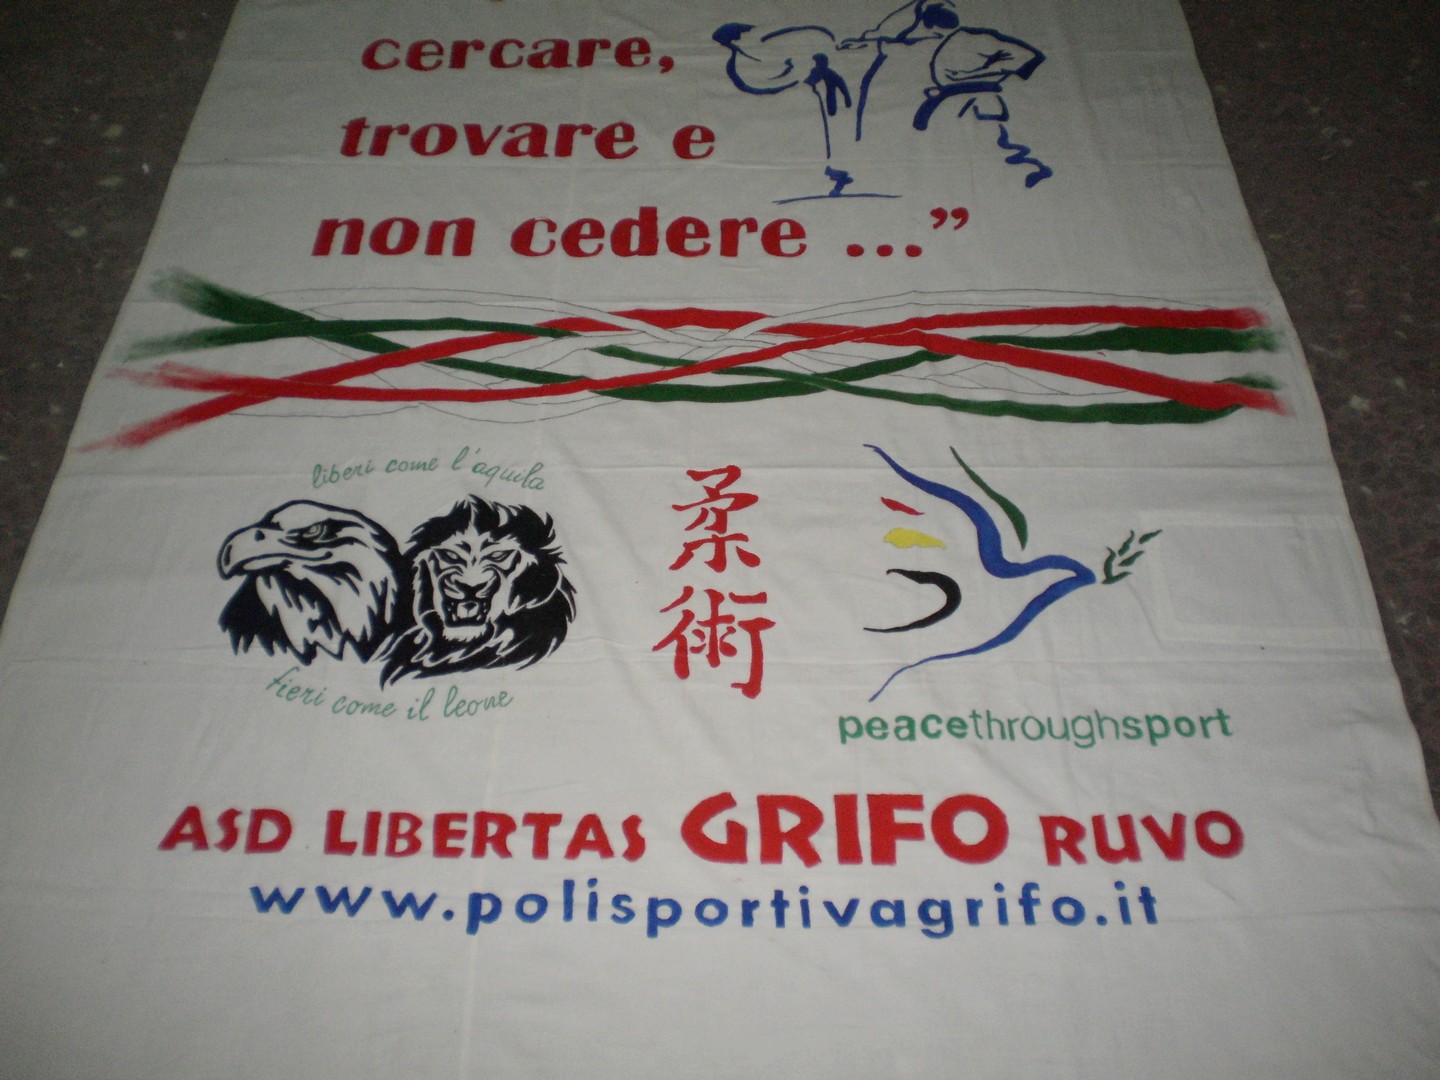 cercare,
trovare e
non cedere ...”
liberi come l'aquila
fieri come il leone
柔術
peacethroughsport
ASD LIBERTAS GRIFO RUVO
www.polisportivagrifo.it